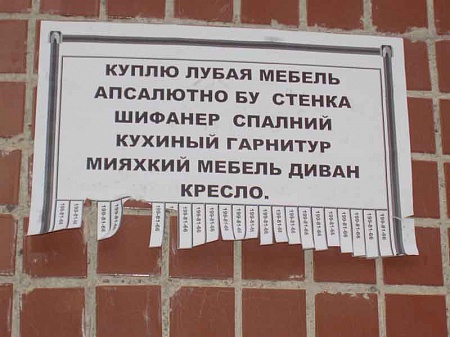 КУПЛЮ ЛУБАЯ МЕБЕЛЬ
АПСАЛЮТНО БУ СТЕНКА
ШИФАНЕР СПАЛНИЙ
КУХИНЫЙ ГАРНИТУР
МИЯХКИЙ МЕБЕЛЬ ДИВАН
КРЕСЛО.